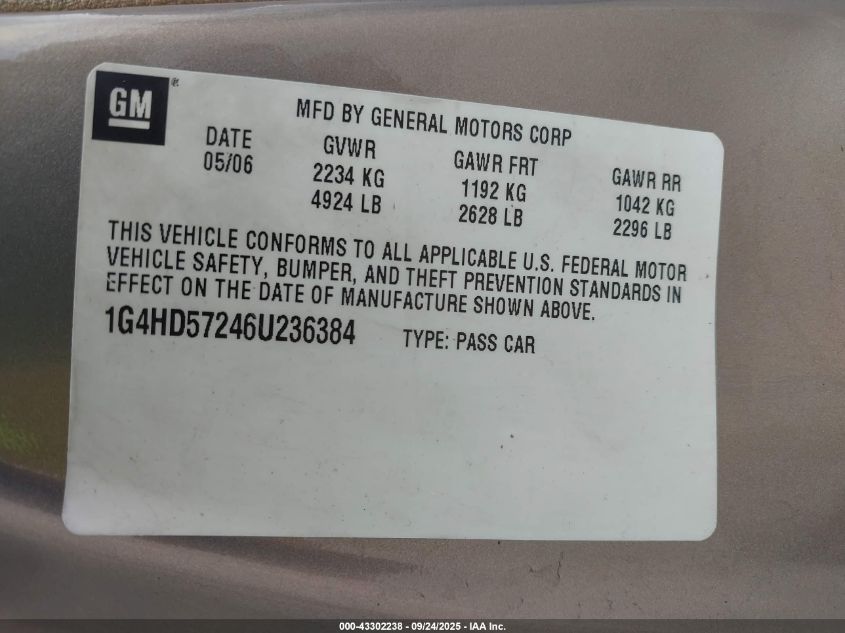 GM®
MFD BY GENERAL MOTORS CORP
DATE GVWR GAWR FRT GAWR RR
05/06 2234 KG 1192 KG 1042 KG
4924 LB 2628 LB 2296 LB
THIS VEHICLE CONFORMS TO ALL APPLICABLE U.S. FEDERAL MOTOR
VEHICLE SAFETY, BUMPER, AND THEFT PREVENTION STANDARDS IN
EFFECT ON THE DATE OF MANUFACTURE SHOWN ABOVE.
1G4HD57246U236384 TYPE: PASS CAR
000-43302238 - 09/24/2025 - IAA Inc.